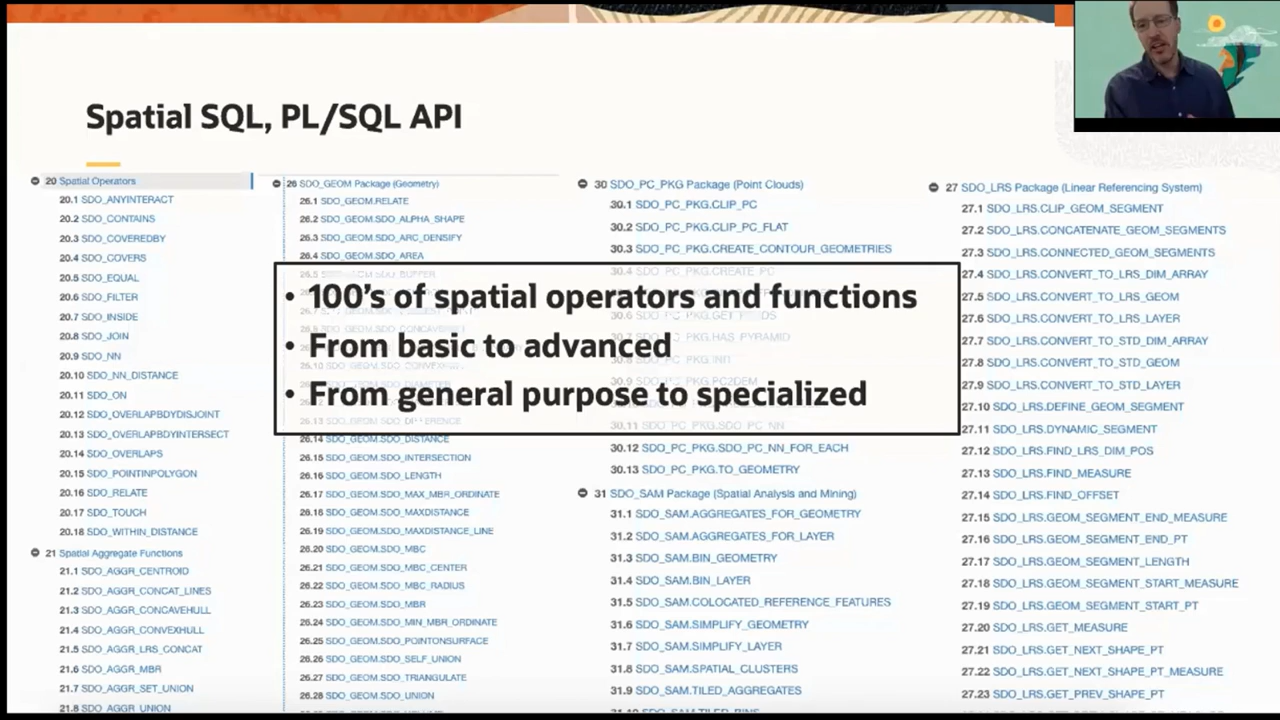 Spatial SQL, PL/SQL API
20 Spatial Operators
20.1 SDO_ANYINTERACT
20.2 SDO_CONTAINS
20.3 SDO_COVEREDBY
20.4 SDO_COVERS
20.5 SDO_EQUAL
20.6 SDO_FILTER
20.7 SDO_INSIDE
20.8 SDO_JOIN
20.9 SDO_NN
20.10 SDO_NN_DISTANCE
20.11 SDO_ON
20.12 SDO_OVERLAPBDYDISJOINT
20.13 SDO_OVERLAPBDYINTERSECT
20.14 SDO_OVERLAPS
20.15 SDO_POINTINPOLYGON
20.16 SDO_RELATE
20.17 SDO_TOUCH
20.18 SDO_WITHIN_DISTANCE
21 Spatial Aggregate Functions
21.1 SDO_AGGR_CENTROID
21.2 SDO_AGGR_CONCAT_LINES
21.3 SDO_AGGR_CONCAVEHULL
21.4 SDO_AGGR_CONVEXHULL
21.5 SDO_AGGR_LRS_CONCAT
21.6 SDO_AGGR_MBR
21.7 SDO_AGGR_SET_UNION
21.8 SDO_AGGR_UNION
26 SDO_GEOM Package (Geometry)
26.1 SDO_GEOM.RELATE
26.2 SDO_GEOM.SDO_ALPHA_SHAPE
26.3 SDO_GEOM.SDO_ARC_DENSIFY
26.4 SDO_GEOM.SDO_AREA
• 100's of spatial operators and functions
• From basic to advanced
• From general purpose to specialized
26.14 SDO_GEOM.SDO_DISTANCE
26.15 SDO_GEOM.SDO_INTERSECTION
26.16 SDO_GEOM.SDO_LENGTH
26.17 SDO_GEOM.SDO_MAX_MBR_ORDINATE
26.18 SDO_GEOM.SDO_MAXDISTANCE
26.19 SDO_GEOM.SDO_MAXDISTANCE_LINE
26.20 SDO_GEOM.SDO_MBC
26.21 SDO_GEOM.SDO_MBC_CENTER
26.22 SDO_GEOM.SDO_MBC_RADIUS
26.23 SDO_GEOM.SDO_MBR
26.24 SDO_GEOM.SDO_MIN_MBR_ORDINATE
26.25 SDO_GEOM.SDO_POINTONSURFACE
26.26 SDO_GEOM.SDO_SELF_UNION
26.27 SDO_GEOM.SDO_TRIANGULATE
26.28 SDO_GEOM.SDO_UNION
30 SDO_PC_PKG Package (Point Clouds)
30.1 SDO_PC_PKG.CLIP_PC
30.2 SDO_PC_PKG.CLIP_PC_FLAT
30.3 SDO_PC_PKG.CREATE_CONTOUR_GEOMETRIES
30.4 SDO_PC_PKG.CREATE_PC
30.11 SDO_PC_PKG.SDO_PC_NN
30.12 SDO_PC_PKG.SDO_PC_NN_FOR_EACH
30.13 SDO_PC_PKG.TO_GEOMETRY
31 SDO_SAM Package (Spatial Analysis and Mining)
31.1 SDO_SAM.AGGREGATES_FOR_GEOMETRY
31.2 SDO_SAM.AGGREGATES_FOR_LAYER
31.3 SDO_SAM.BIN_GEOMETRY
31.4 SDO_SAM.BIN_LAYER
31.5 SDO_SAM.COLOCATED_REFERENCE_FEATURES
31.6 SDO_SAM.SIMPLIFY_GEOMETRY
31.7 SDO_SAM.SIMPLIFY_LAYER
31.8 SDO_SAM.SPATIAL_CLUSTERS
31.9 SDO_SAM.TILED_AGGREGATES
31.10 SDO_SAM.TILED_BINS
27 SDO_LRS Package (Linear Referencing System)
27.1 SDO_LRS.CLIP_GEOM_SEGMENT
27.2 SDO_LRS.CONCATENATE_GEOM_SEGMENTS
27.3 SDO_LRS.CONNECTED_GEOM_SEGMENTS
27.4 SDO_LRS.CONVERT_TO_LRS_DIM_ARRAY
27.5 SDO_LRS.CONVERT_TO_LRS_GEOM
27.6 SDO_LRS.CONVERT_TO_LRS_LAYER
27.7 SDO_LRS.CONVERT_TO_STD_DIM_ARRAY
27.8 SDO_LRS.CONVERT_TO_STD_GEOM
27.9 SDO_LRS.CONVERT_TO_STD_LAYER
27.10 SDO_LRS.DEFINE_GEOM_SEGMENT
27.11 SDO_LRS.DYNAMIC_SEGMENT
27.12 SDO_LRS.FIND_LRS_DIM_POS
27.13 SDO_LRS.FIND_MEASURE
27.14 SDO_LRS.FIND_OFFSET
27.15 SDO_LRS.GEOM_SEGMENT_END_MEASURE
27.16 SDO_LRS.GEOM_SEGMENT_END_PT
27.17 SDO_LRS.GEOM_SEGMENT_LENGTH
27.18 SDO_LRS.GEOM_SEGMENT_START_MEASURE
27.19 SDO_LRS.GEOM_SEGMENT_START_PT
27.20 SDO_LRS.GET_MEASURE
27.21 SDO_LRS.GET_NEXT_SHAPE_PT
27.22 SDO_LRS.GET_NEXT_SHAPE_PT_MEASURE
27.23 SDO_LRS.GET_PREV_SHAPE_PT